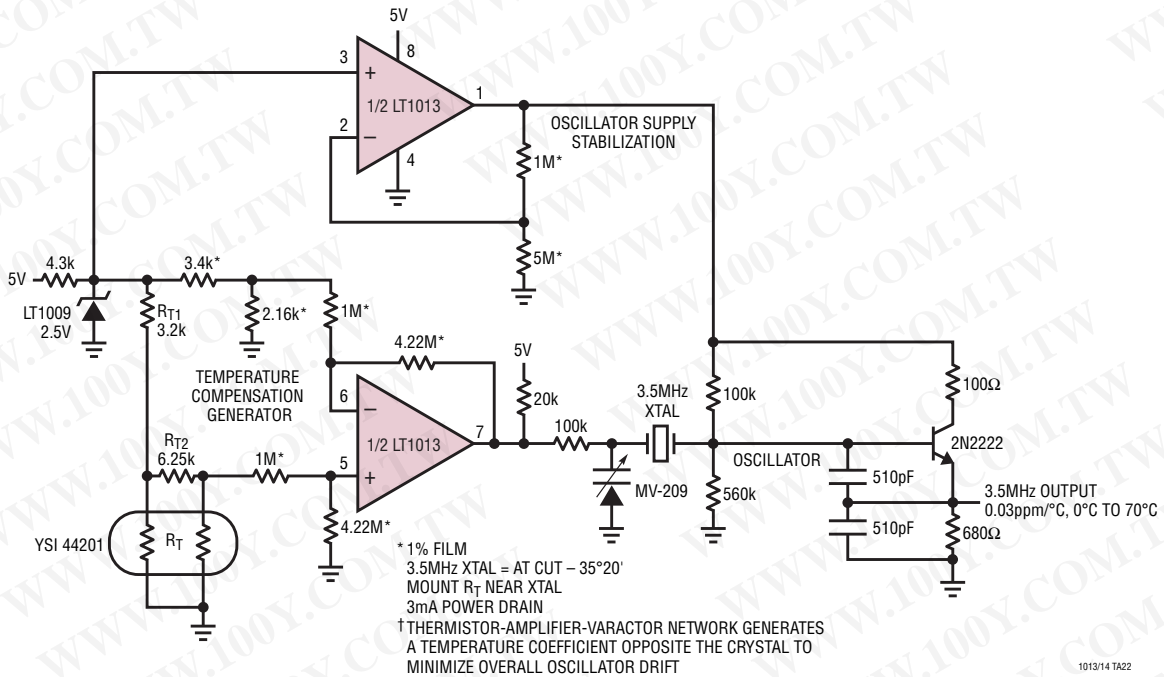 5V
8
3
+
1/2 LT1013
1
2
−
4
OSCILLATOR SUPPLY
STABILIZATION
1M*
5M*
5V
4.3k
3.4k*
LT1009
2.5V
RT1
3.2k
2.16k*
1M*
4.22M*
TEMPERATURE
COMPENSATION
GENERATOR
6
−
1/2 LT1013
7
5
+
5V
20k
100k
3.5MHz
XTAL
100k
100Ω
2N2222
OSCILLATOR
RT2
6.25k
1M*
4.22M*
MV-209
560k
510pF
510pF
3.5MHz OUTPUT
0.03ppm/°C, 0°C TO 70°C
680Ω
YSI 44201
RT
* 1% FILM
3.5MHz XTAL = AT CUT – 35°20'
MOUNT RT NEAR XTAL
3mA POWER DRAIN
† THERMISTOR-AMPLIFIER-VARACTOR NETWORK GENERATES
A TEMPERATURE COEFFICIENT OPPOSITE THE CRYSTAL TO
MINIMIZE OVERALL OSCILLATOR DRIFT
1013/14 TA22
WWW.100Y.COM.TW